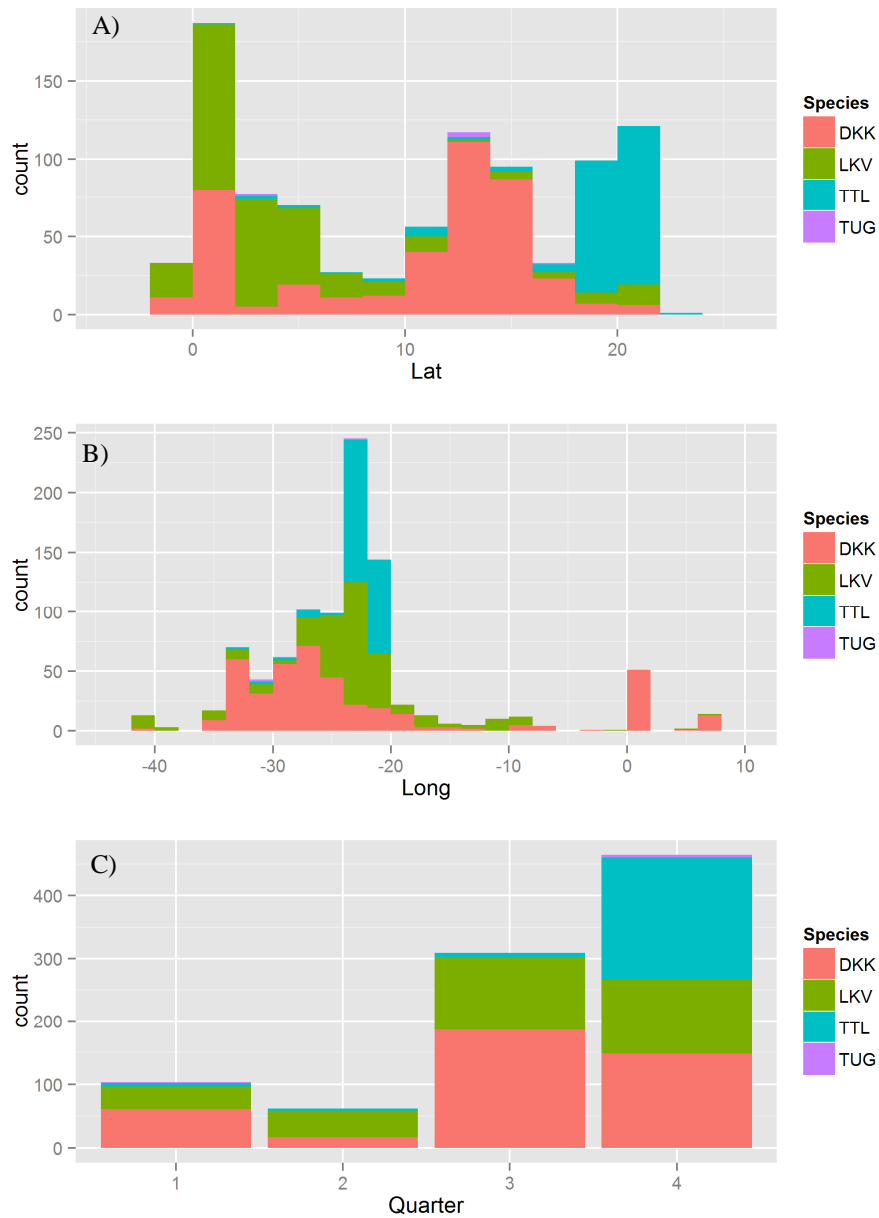 A)
150
100
50
0
count
0
10
20
Lat
Species
DKK
LKV
TTL
TUG
B)
250
200
150
100
50
0
count
-40
-30
-20
-10
0
10
Long
Species
DKK
LKV
TTL
TUG
C)
400
300
200
100
0
count
1
2
3
4
Quarter
Species
DKK
LKV
TTL
TUG